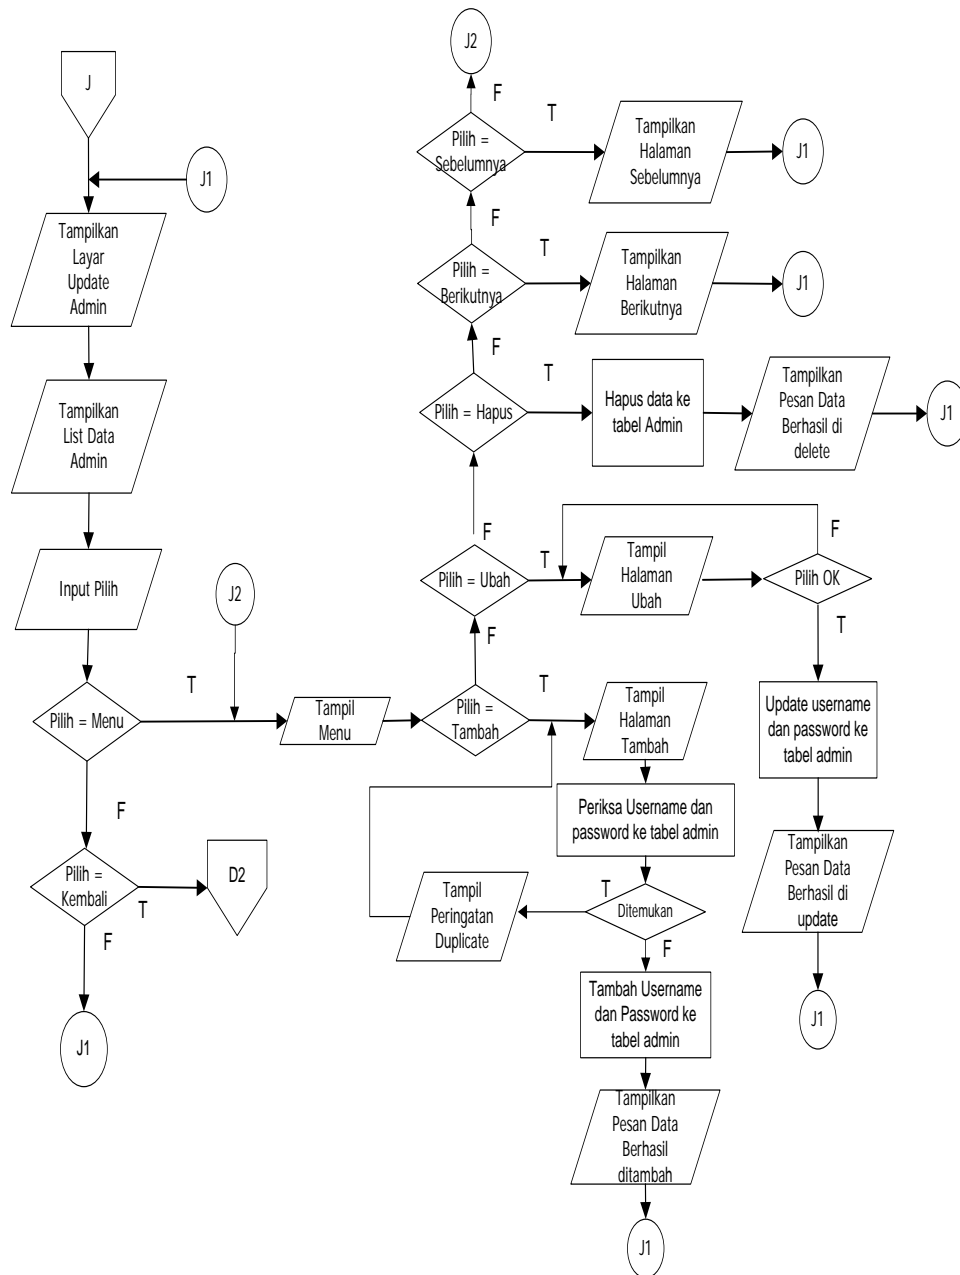 J
J1
Tampilkan
Layar
Update
Admin
Tampilkan
List Data
Admin
Input Pilih
J2
Pilih = Menu
T
F
Pilih =
Kembali
T
D2
F
J1
Tampil
Menu
Pilih =
Tambah
T
F
Tampil
Halaman
Tambah
Periksa Username dan
password ke tabel admin
Ditemukan
T
F
Tampil
Peringatan
Duplicate
Tambah Username
dan Password ke
tabel admin
Tampilkan
Pesan Data
Berhasil
ditambah
J1
Pilih = Ubah
T
F
Tampil
Halaman
Ubah
Pilih OK
F
T
Update username
dan password ke
tabel admin
Tampilkan
Pesan Data
Berhasil di
update
J1
Pilih = Hapus
T
F
Hapus data ke
tabel Admin
Tampilkan
Pesan Data
Berhasil di
delete
J1
Pilih =
Berikutnya
T
F
Tampilkan
Halaman
Berikutnya
J1
Pilih =
Sebelumnya
T
F
Tampilkan
Halaman
Sebelumnya
J1
J2